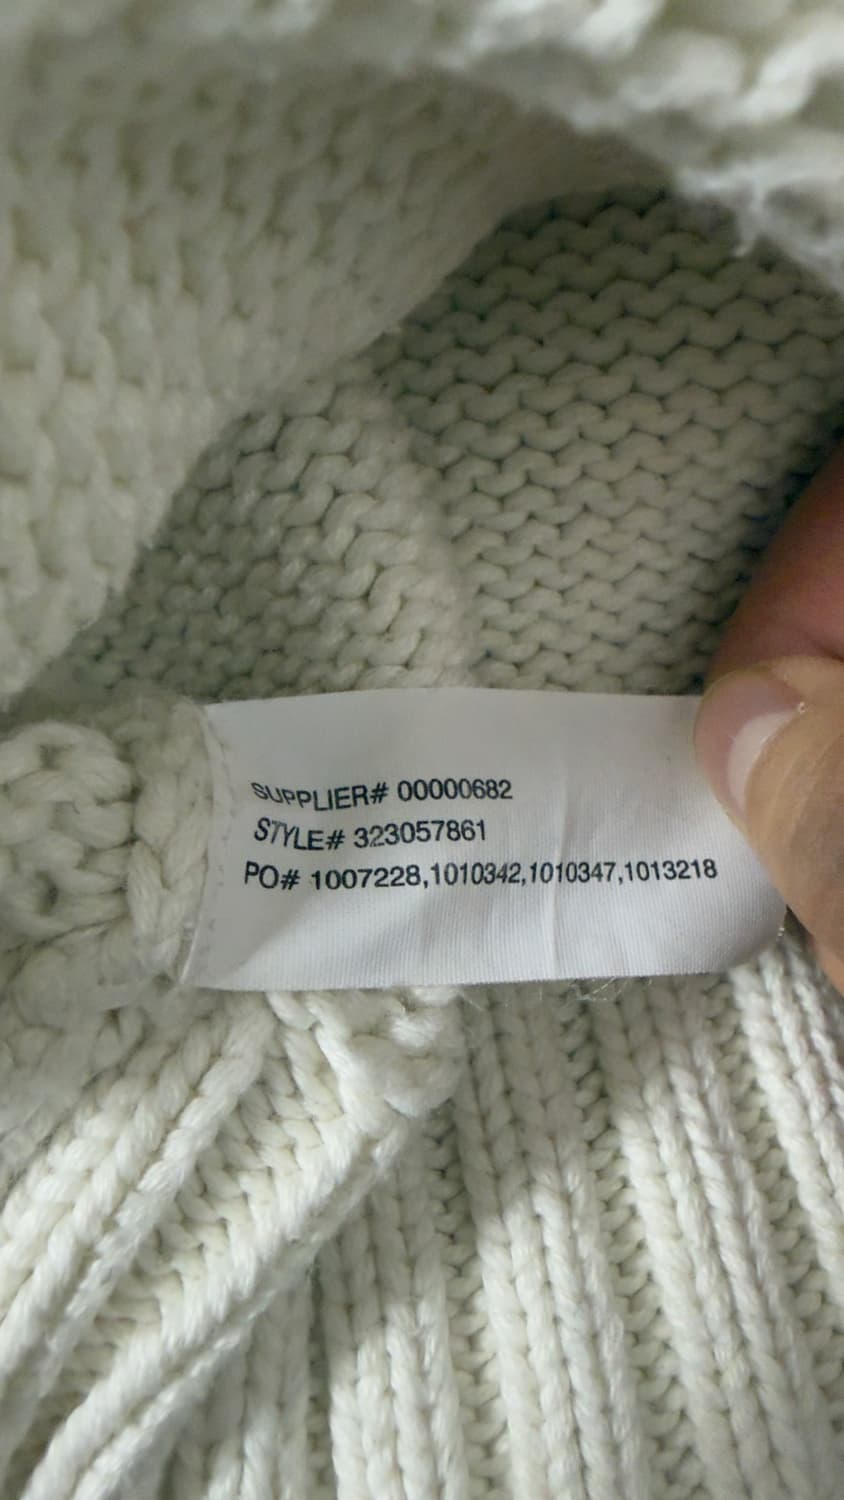 SUPPLIER# 00000682
STYLE# 323057861
PO# 1007228,1010342,1010347,1013218